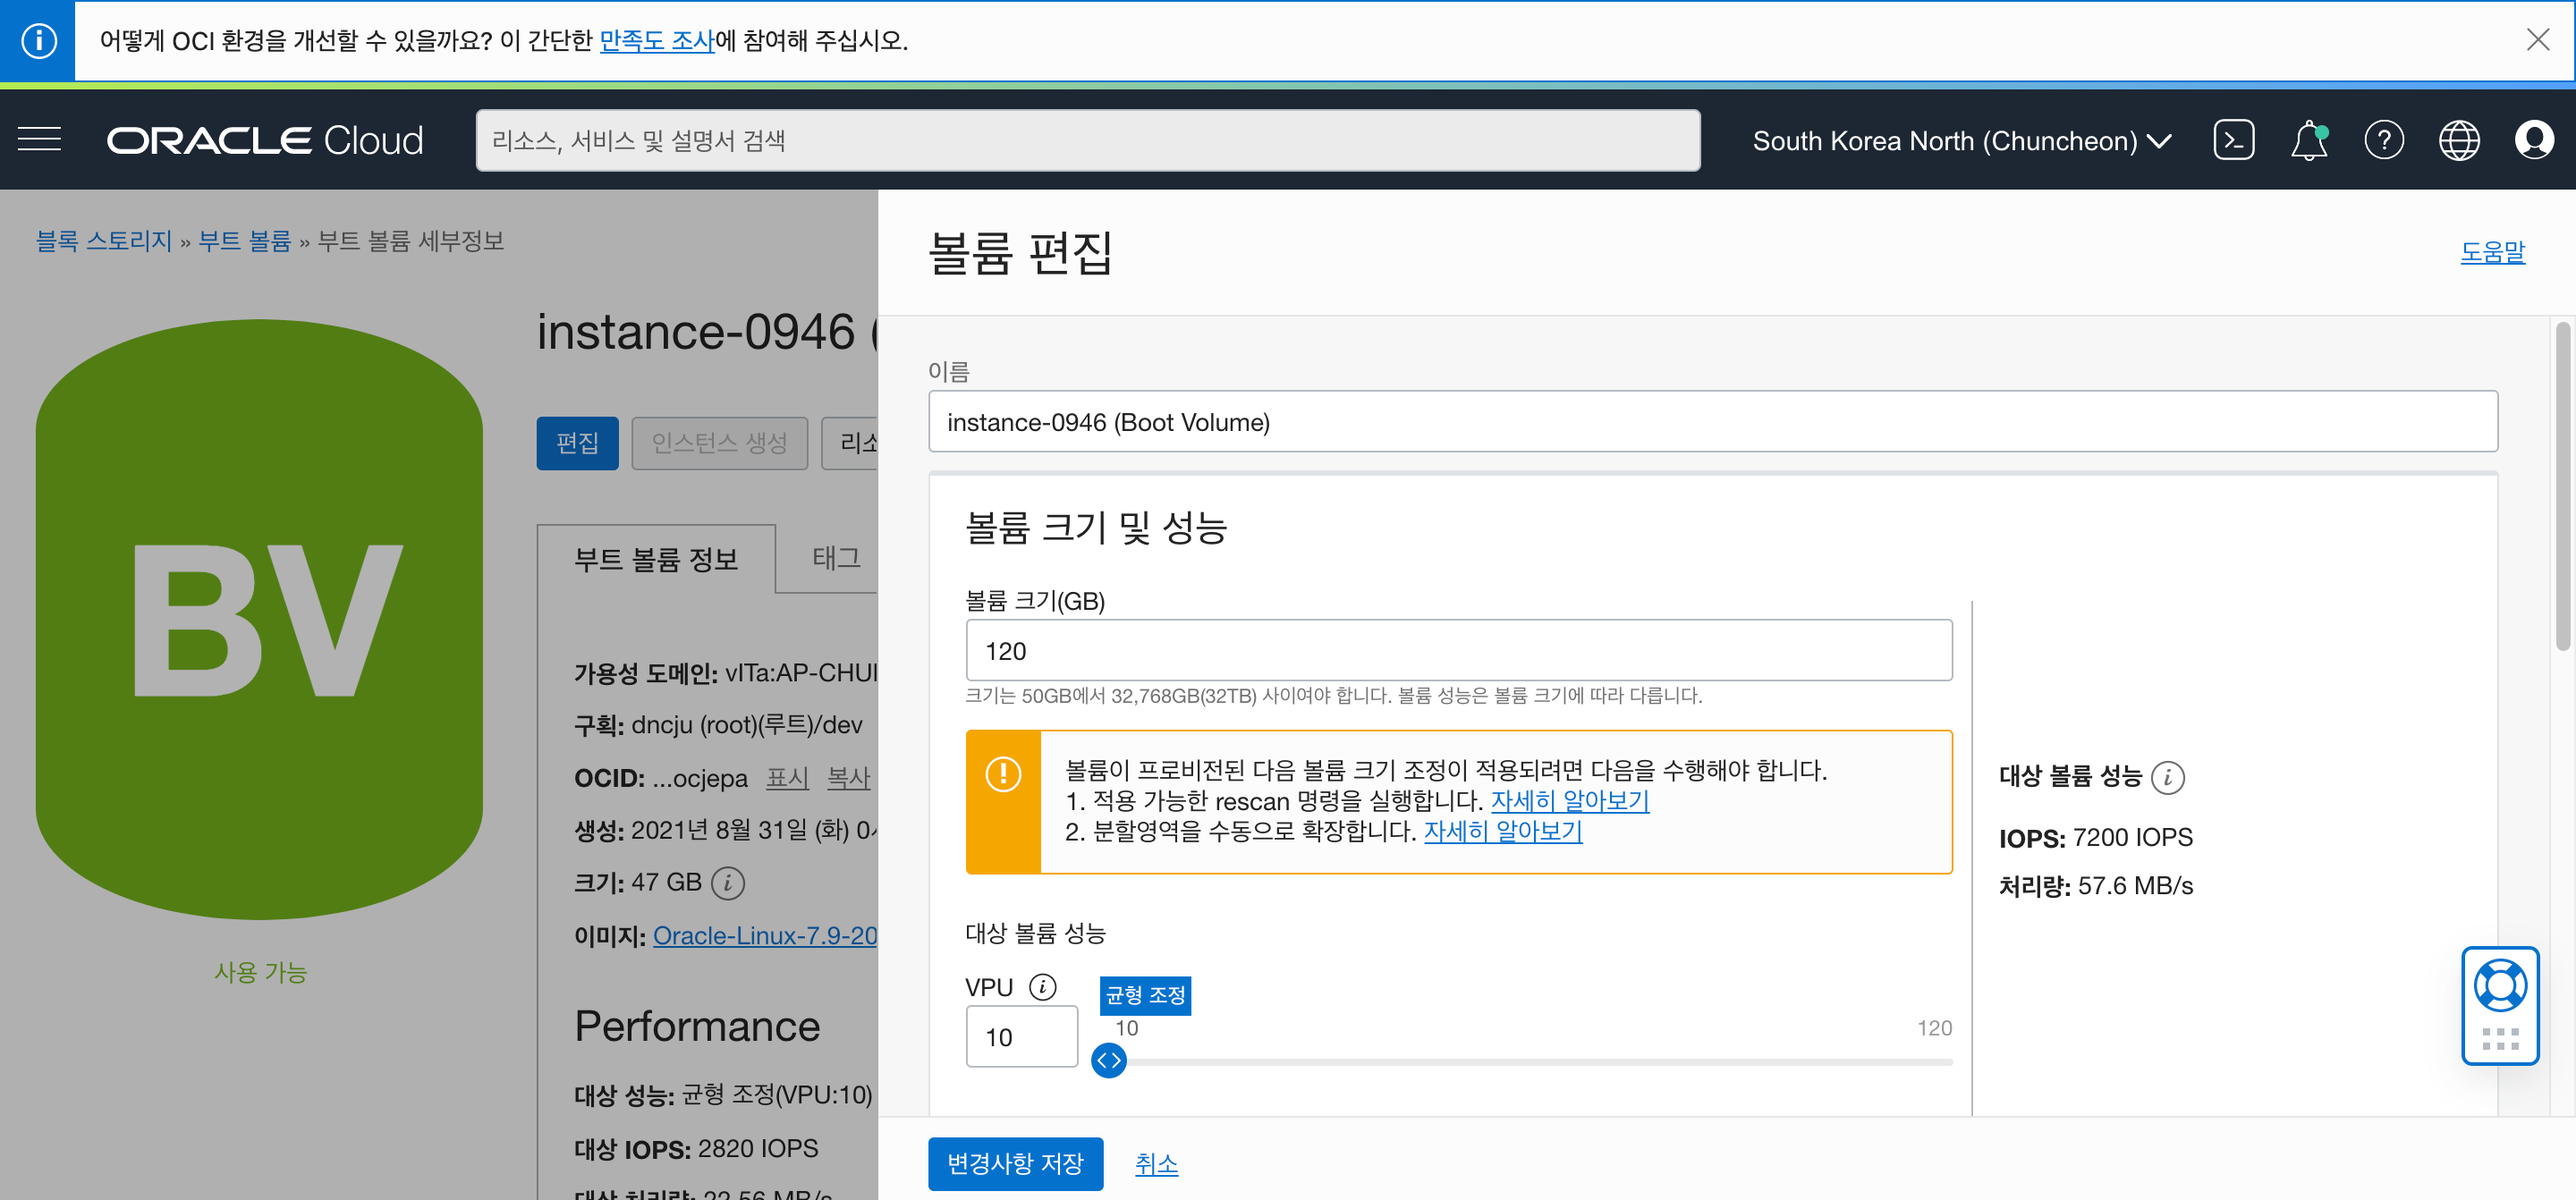 어떻게 OCI 환경을 개선할 수 있을까요? 이 간단한 만족도 조사에 참여해 주십시오.
ORACLE Cloud
리소스, 서비스 및 설명서 검색
South Korea North (Chuncheon)
블록 스토리지 » 부트 볼륨 » 부트 볼륨 세부정보
BV
사용 가능
instance-0946 (
편집
인스턴스 생성
리소
부트 볼륨 정보
태그
가용성 도메인: vITa:AP-CHU
구획: dncju (root)(루트)/dev
OCID: ...ocjepa 표시 복사
생성: 2021년 8월 31일 (화) 0
크기: 47 GB
이미지: Oracle-Linux-7.9-20
Performance
대상 성능: 균형 조정(VPU:10)
대상 IOPS: 2820 IOPS
대상 처리량: 22.56 MB/s
볼륨 편집
도움말
이름
instance-0946 (Boot Volume)
볼륨 크기 및 성능
볼륨 크기(GB)
120
크기는 50GB에서 32,768GB(32TB) 사이여야 합니다. 볼륨 성능은 볼륨 크기에 따라 다릅니다.
볼륨이 프로비전된 다음 볼륨 크기 조정이 적용되려면 다음을 수행해야 합니다.
1. 적용 가능한 rescan 명령을 실행합니다. 자세히 알아보기
2. 분할영역을 수동으로 확장합니다. 자세히 알아보기
대상 볼륨 성능
VPU
10
균형 조정
10
120
대상 볼륨 성능
IOPS: 7200 IOPS
처리량: 57.6 MB/s
변경사항 저장
취소